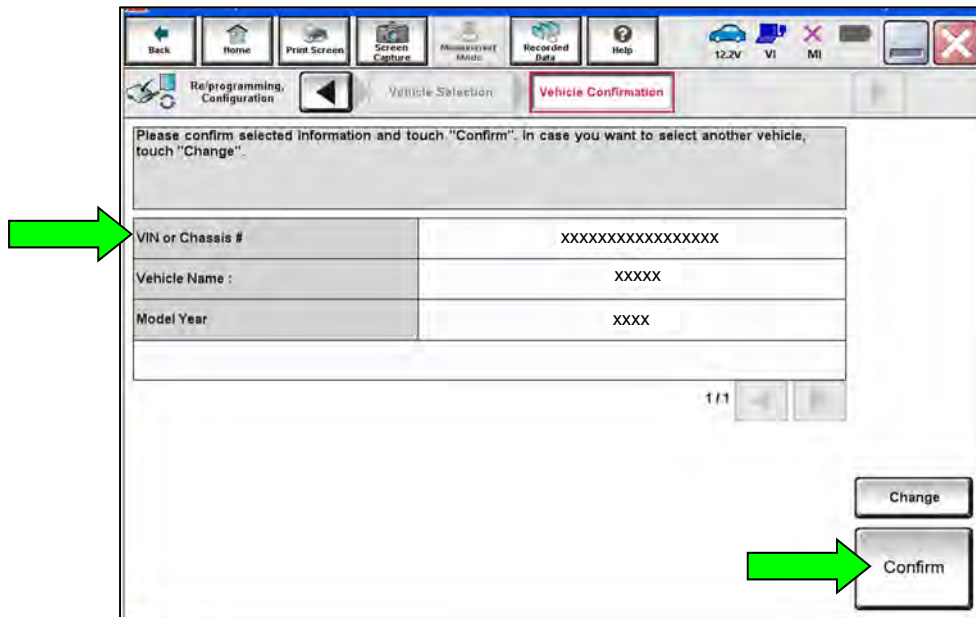 Back Home Print Screen Screen Capture Measurement Mode Recorded Data Help 12.2V VI MI
Re/programming, Configuration Vehicle Selection Vehicle Confirmation
Please confirm selected information and touch "Confirm". In case you want to select another vehicle,
touch "Change".
VIN or Chassis # XXXXXXXXXXXXXXXXX
Vehicle Name : XXXXX
Model Year XXXX
1/1
Change
Confirm